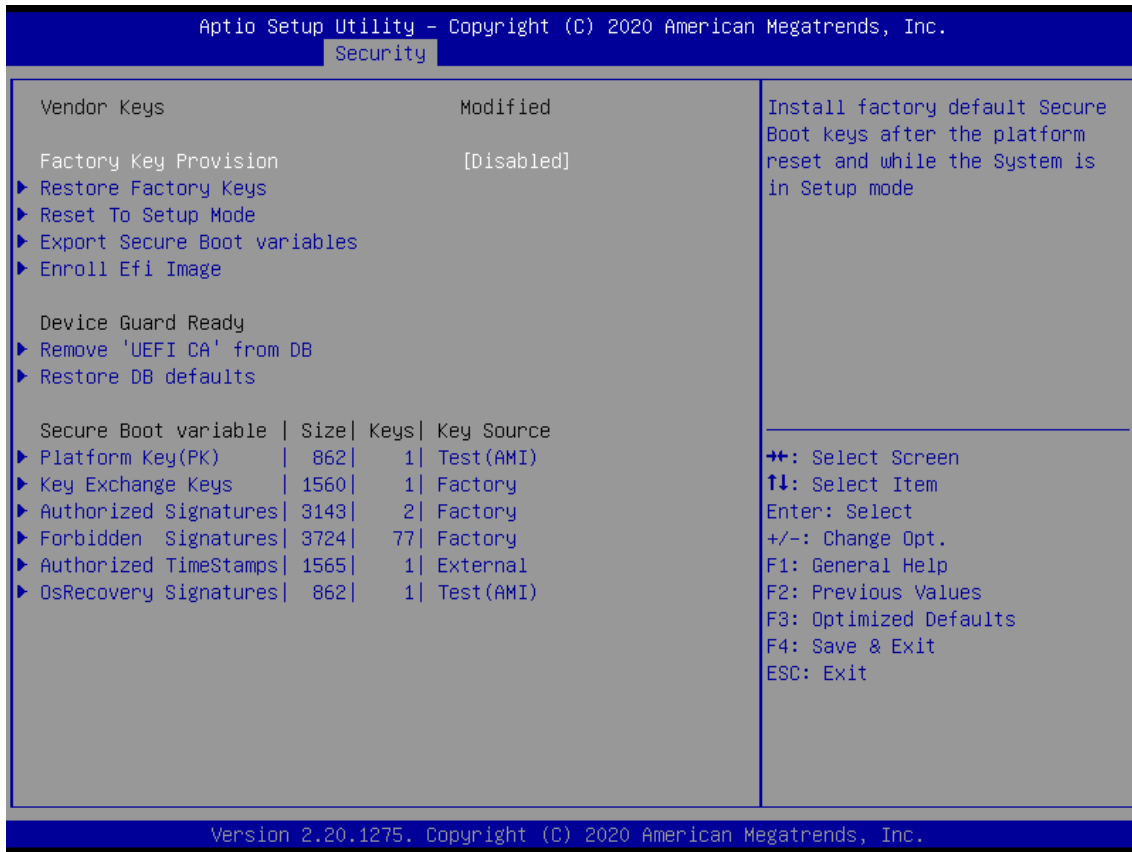 Aptio Setup Utility – Copyright (C) 2020 American Megatrends, Inc.
Security
Vendor Keys Modified
Factory Key Provision [Disabled]
Restore Factory Keys
Reset To Setup Mode
Export Secure Boot variables
Enroll Efi Image
Device Guard Ready
Remove 'UEFI CA' from DB
Restore DB defaults
Secure Boot variable | Size| Keys| Key Source
Platform Key(PK) | 862| 1| Test(AMI)
Key Exchange Keys | 1560| 1| Factory
Authorized Signatures| 3143| 2| Factory
Forbidden Signatures| 3724| 77| Factory
Authorized TimeStamps| 1565| 1| External
OsRecovery Signatures| 862| 1| Test(AMI)
Install factory default Secure
Boot keys after the platform
reset and while the System is
in Setup mode
→←: Select Screen
↑↓: Select Item
Enter: Select
+/-: Change Opt.
F1: General Help
F2: Previous Values
F3: Optimized Defaults
F4: Save & Exit
ESC: Exit
Version 2.20.1275. Copyright (C) 2020 American Megatrends, Inc.